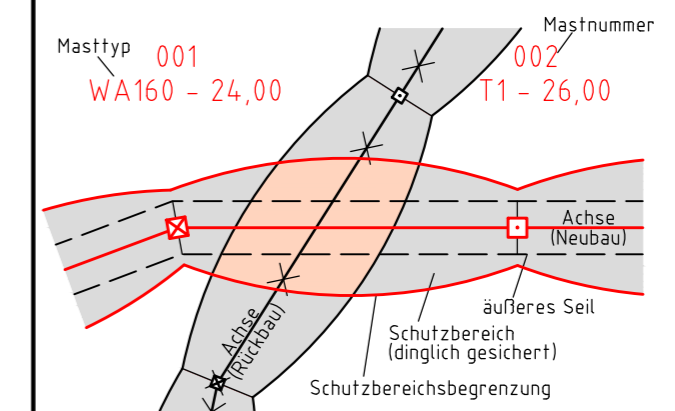 Mastnummer
Masttyp
001
002
WA160 - 24,00
T1 - 26,00
Achse
(Neubau)
äußeres Seil
Achse
(Rückbau)
Schutzbereich
(dinglich gesichert)
Schutzbereichsbegrenzung